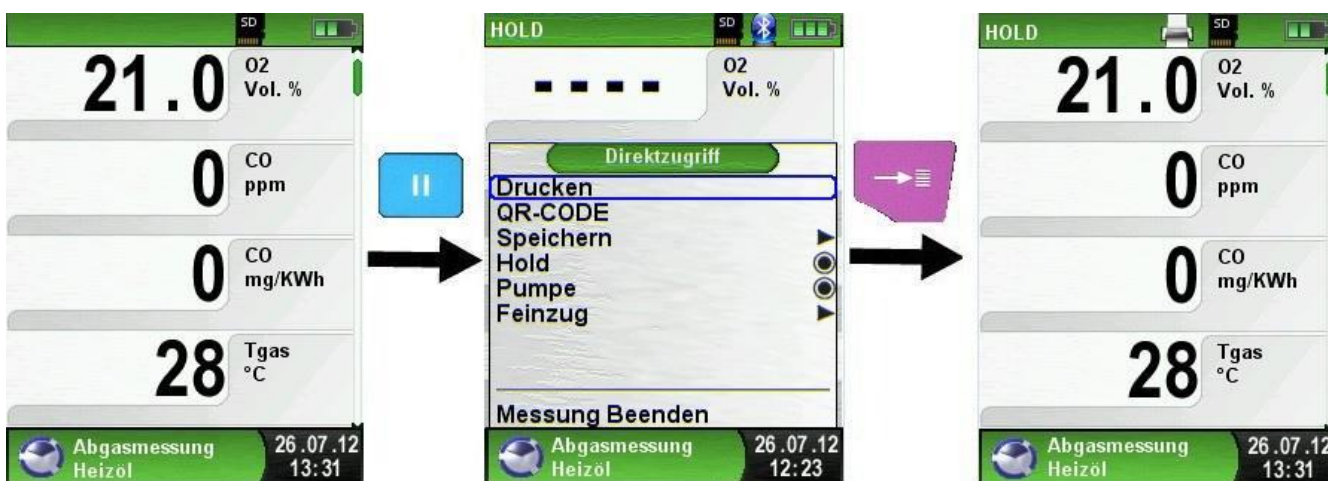 SD
21.0
O2
Vol. %
0
CO
ppm
0
CO
mg/KWh
28
Tgas
°C
Abgasmessung
Heizöl
26.07.12
13:31
HOLD
SD
- - - -
O2
Vol. %
Direktzugriff
Drucken
QR-CODE
Speichern
Hold
Pumpe
Feinzug
Messung Beenden
Abgasmessung
Heizöl
26.07.12
12:23
HOLD
SD
21.0
O2
Vol. %
0
CO
ppm
0
CO
mg/KWh
28
Tgas
°C
Abgasmessung
Heizöl
26.07.12
13:31